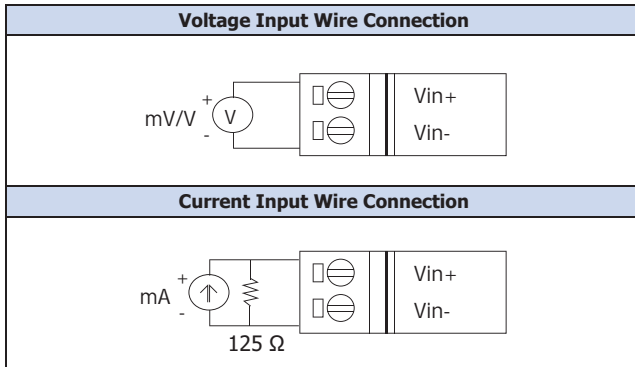 Voltage Input Wire Connection
+
mV/V
V
-
Vin+
Vin-
Current Input Wire Connection
+
mA
-
125 Ω
Vin+
Vin-